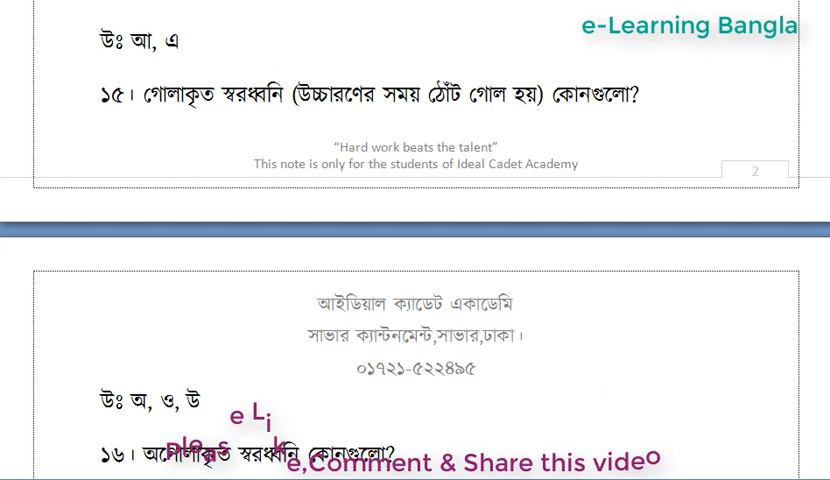 e-Learning Bangla
উঃ আ, এ
১৫। গোলাকৃত স্বরধ্বনি (উচ্চারণের সময় ঠোঁট গোল হয়) কোনগুলো?
“Hard work beats the talent”
This note is only for the students of Ideal Cadet Academy
2
আইডিয়াল ক্যাডেট একাডেমি
সাভার ক্যান্টনমেন্ট,সাভার,ঢাকা।
০১৭২১-৫২২৪৯৫
উঃ অ, ও, উ
১৬। অগোলাকৃত স্বরধ্বনি কোনগুলো?
Please Like,Comment & Share this video